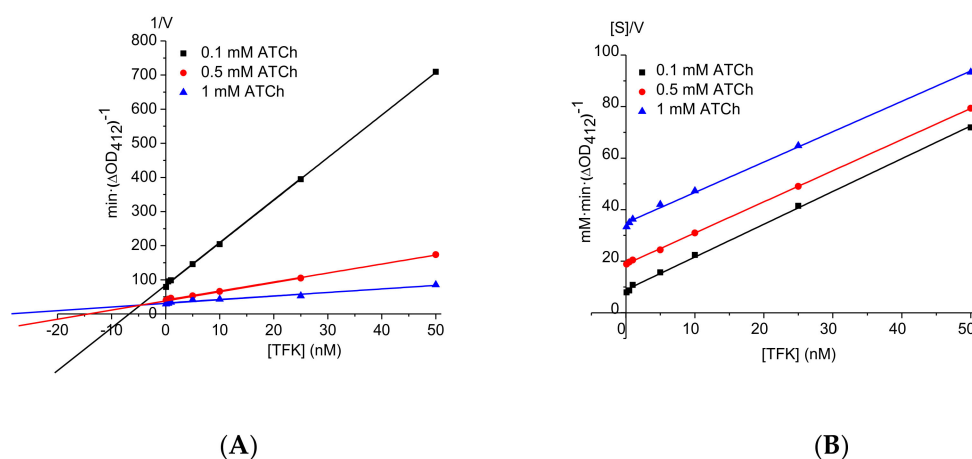 1/V
0.1 mM ATCh
0.5 mM ATCh
1 mM ATCh
min·(ΔOD412)-1
800
700
600
500
400
300
200
100
0
-20 -10 0 10 20 30 40 50
[TFK] (nM)
(A)
[S]/V
0.1 mM ATCh
0.5 mM ATCh
1 mM ATCh
mM·min·(ΔOD412)-1
100
80
60
40
20
0
0 10 20 30 40 50
[TFK] (nM)
(B)